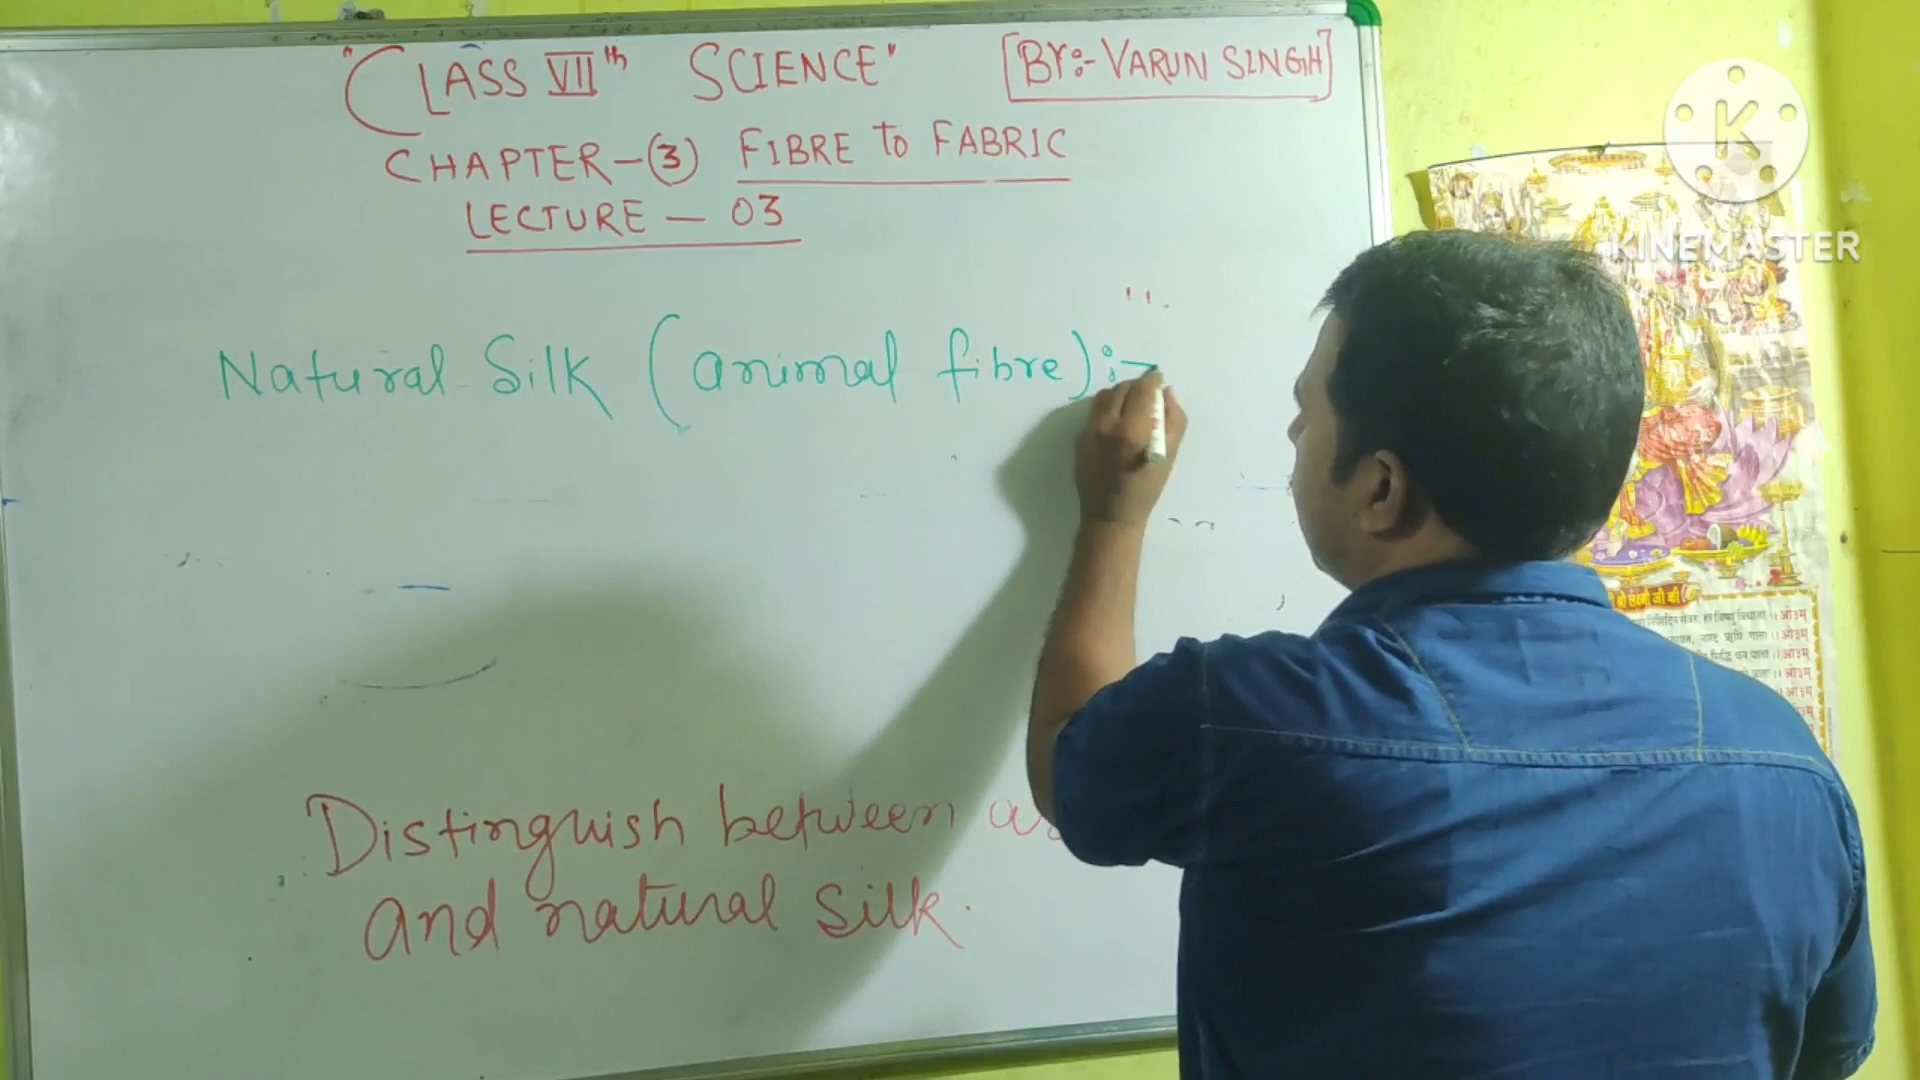 "CLASS VIIth SCIENCE" [BY:- VARUN SINGH]
CHAPTER-(3) FIBRE to FABRIC
LECTURE - 03
Natural Silk (animal fibre):-
Distinguish between
and natural silk.
K
KINEMASTER